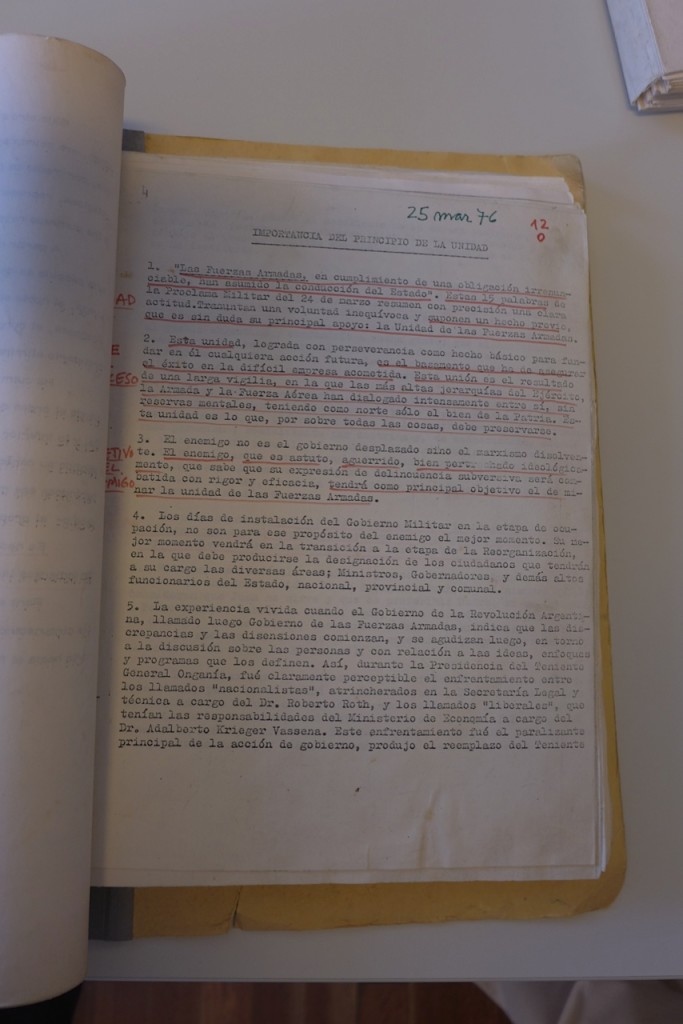 4
25 mar 76
12
0
IMPORTANCIA DEL PRINCIPIO DE LA UNIDAD
1. "Las Fuerzas Armadas, en cumplimiento de una obligación irrenun-
ciable, han asumido la conducción del Estado". Estas 15 palabras de
la Proclama Militar del 24 de marzo resumen con precisión una clara
AD
actitud. Trasuntan una voluntad inequívoca y suponen un hecho previo,
que es sin duda su principal apoyo: la Unidad de las Fuerzas Armadas.
2. Esta unidad, lograda con perseverancia como hecho básico para fun-
E
dar en él cualquiera acción futura, es el basamento que ha de asegurar
el éxito en la difícil empresa acometida. Esta unión es el resultado
CESO
de una larga vigilia, en la que las más altas jerarquías del Ejército,
la Armada y la Fuerza Aérea han dialogado intensamente entre sí, sin
reservas mentales, teniendo como norte sólo el bien de la Patria. Es-
ta unidad es lo que, por sobre todas las cosas, debe preservarse.
3. El enemigo no es el gobierno desplazado sino el marxismo disolven-
ETIVO
te. El enemigo, que es astuto, aguerrido, bien pertrechado ideológica-
EL
mente, que sabe que su expresión de delincuencia subversiva será com-
MIGO
batida con rigor y eficacia, tendrá como principal objetivo el de mi-
nar la unidad de las Fuerzas Armadas.
4. Los días de instalación del Gobierno Militar en la etapa de ocu-
pación, no son para ese propósito del enemigo el mejor momento. Su me-
jor momento vendrá en la transición a la etapa de la Reorganización,
en la que debe producirse la designación de los ciudadanos que tendrán
a su cargo las diversas áreas; Ministros, Gobernadores, y demás altos
funcionarios del Estado, nacional, provincial y comunal.
5. La experiencia vivida cuando el Gobierno de la Revolución Argenti-
na, llamado luego Gobierno de las Fuerzas Armadas, indica que las dis-
crepancias y las disensiones comienzan, y se agudizan luego, en torno
a la discusión sobre las personas y con relación a las ideas, enfoques
y programas que los definen. Así, durante la Presidencia del Teniente
General Onganía, fué claramente perceptible el enfrentamiento entre
los llamados "nacionalistas", atrincherados en la Secretaría Legal y
técnica a cargo del Dr. Roberto Roth, y los llamados "liberales", que
tenían las responsabilidades del Ministerio de Economía a cargo del
Dr. Adalberto Krieger Vassena. Este enfrentamiento fué el paralizante
principal de la acción de gobierno, produjo el reemplazo del Teniente